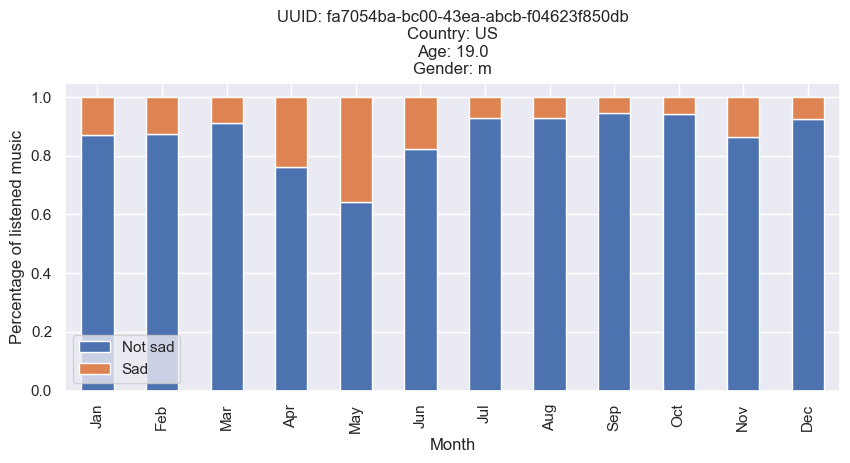 UUID: fa7054ba-bc00-43ea-abcb-f04623f850db
Country: US
Age: 19.0
Gender: m
Percentage of listened music
1.0
0.8
0.6
0.4
0.2
0.0
Not sad
Sad
Jan Feb Mar Apr May Jun Jul Aug Sep Oct Nov Dec
Month